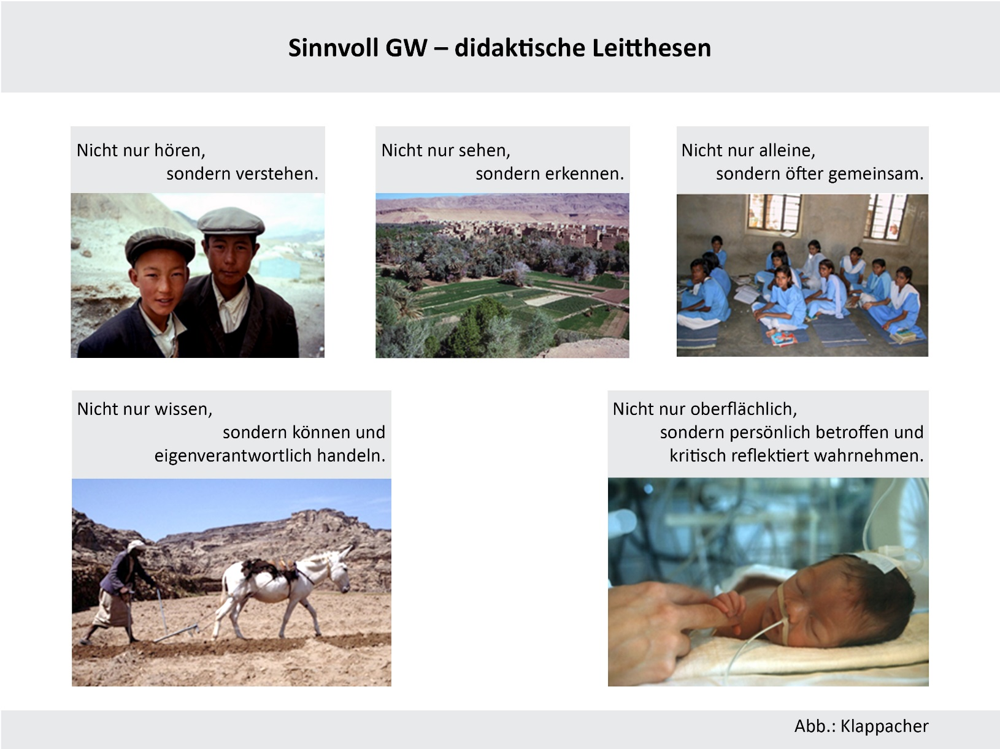 Sinnvoll GW – didaktische Leitthesen
Nicht nur hören,
sondern verstehen.
Nicht nur sehen,
sondern erkennen.
Nicht nur alleine,
sondern öfter gemeinsam.
Nicht nur wissen,
sondern können und
eigenverantwortlich handeln.
Nicht nur oberflächlich,
sondern persönlich betroffen und
kritisch reflektiert wahrnehmen.
Abb.: Klappacher